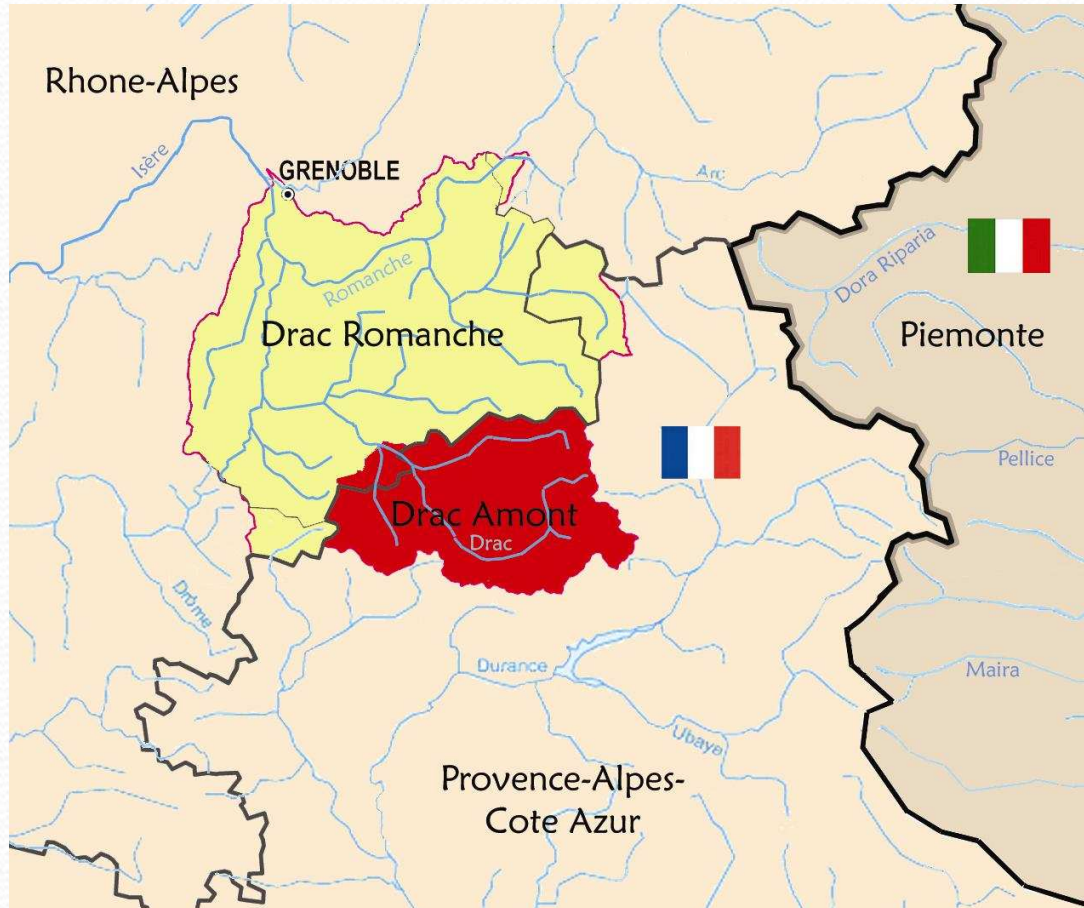 Rhone-Alpes
Isère
GRENOBLE
Arc
Romanche
Dora Riparia
Drac Romanche
Piemonte
Pellice
Drac Amont
Drac
Drôme
Durance
Maira
Ubaye
Provence-Alpes-
Cote Azur